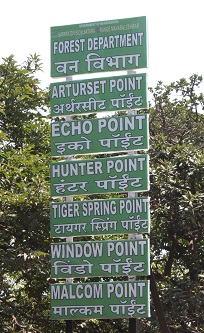 FOREST DEPARTMENT
वन विभाग
ARTURSET POINT
अर्थरसीट पॉईंट
ECHO POINT
इको पॉईंट
HUNTER POINT
हंटर पॉईंट
TIGER SPRING POINT
टायगर स्प्रिंग पॉईंट
WINDOW POINT
विंडो पॉईंट
MALCOM POINT
माल्कम पॉईंट